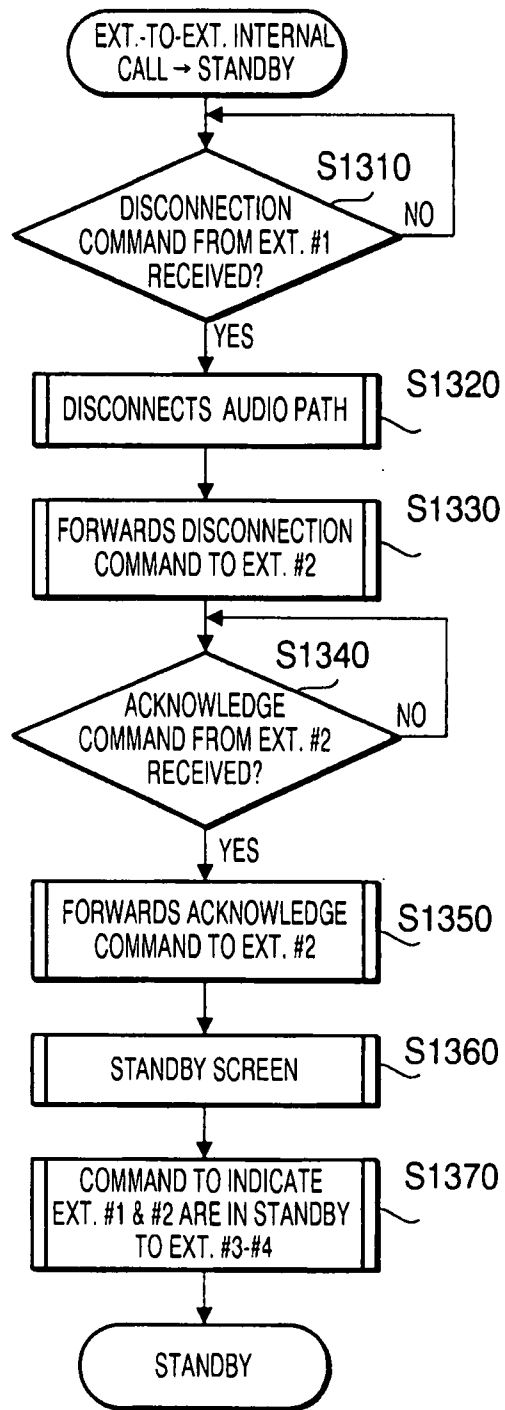 EXT.-TO-EXT. INTERNAL
CALL → STANDBY
S1310
DISCONNECTION
COMMAND FROM EXT. #1
RECEIVED?
NO
YES
S1320
DISCONNECTS AUDIO PATH
S1330
FORWARDS DISCONNECTION
COMMAND TO EXT. #2
S1340
ACKNOWLEDGE
COMMAND FROM EXT. #2
RECEIVED?
NO
YES
FORWARDS ACKNOWLEDGE
COMMAND TO EXT. #2
S1350
STANDBY SCREEN
S1360
COMMAND TO INDICATE
EXT. #1 & #2 ARE IN STANDBY
TO EXT. #3-#4
S1370
STANDBY